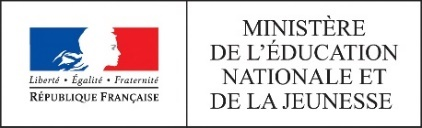 Liberté • Égalité • Fraternité
RÉPUBLIQUE FRANÇAISE
MINISTÈRE
DE L'ÉDUCATION
NATIONALE ET
DE LA JEUNESSE